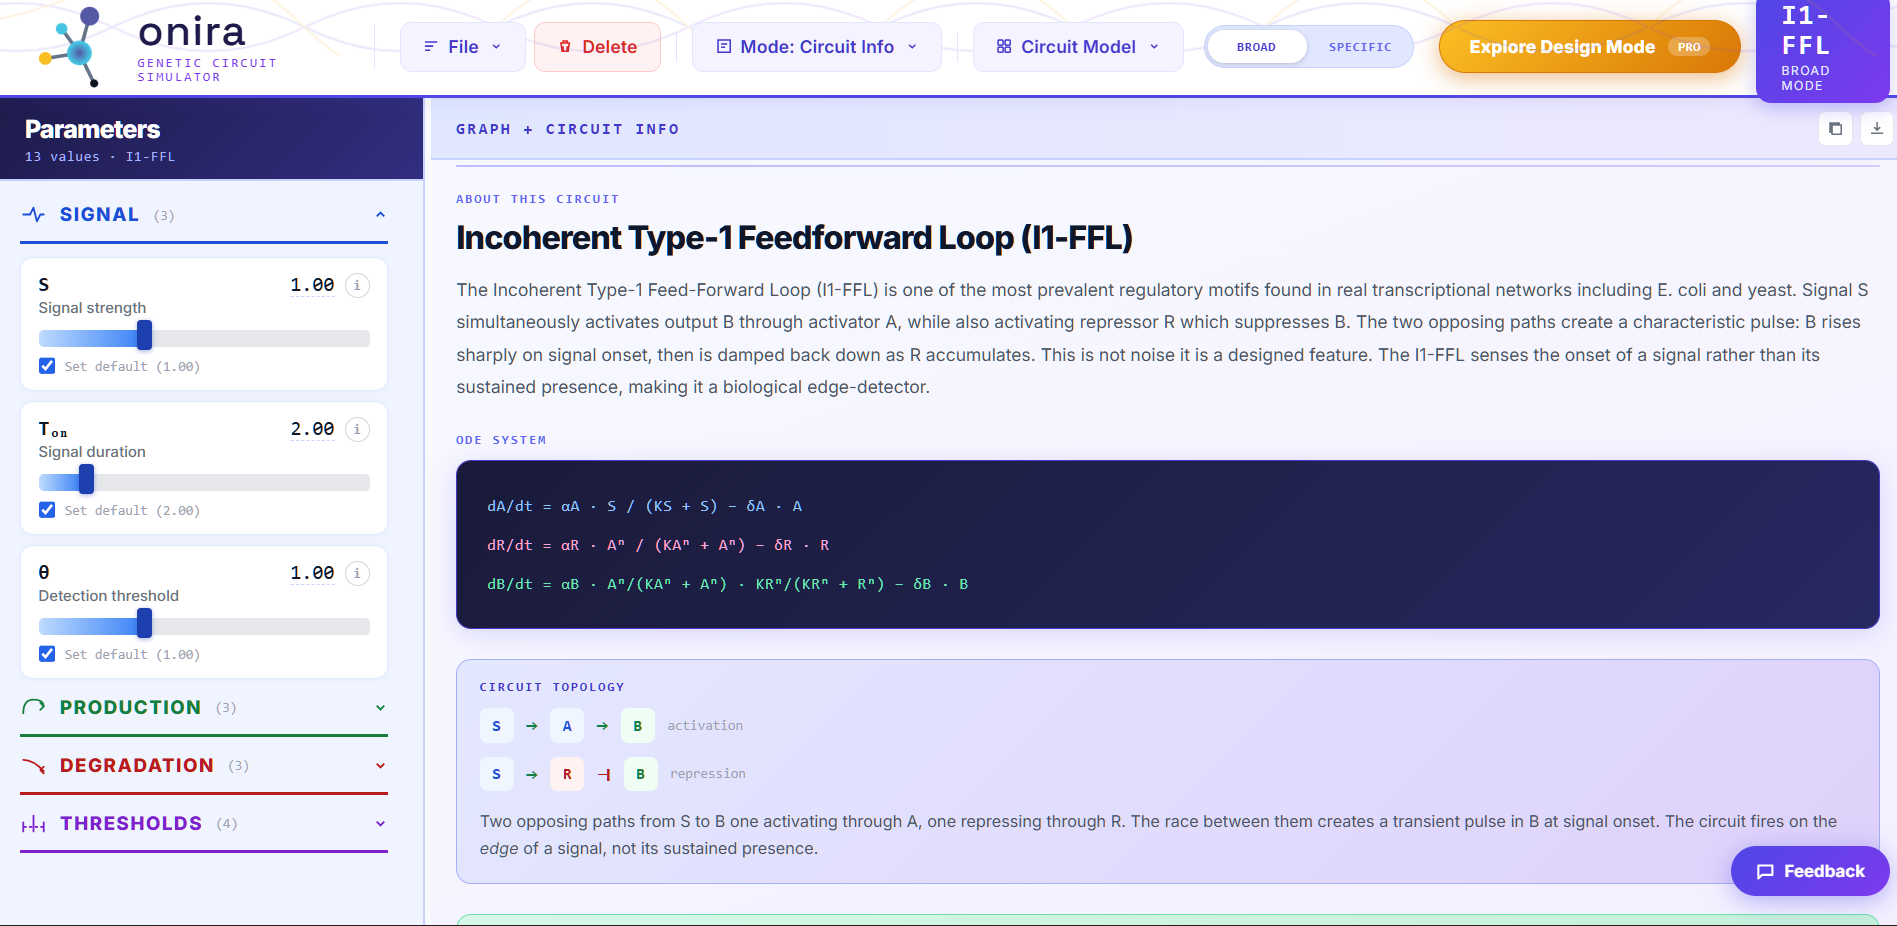 onira
GENETIC CIRCUIT
SIMULATOR
File
Delete
Mode: Circuit Info
Circuit Model
BROAD
SPECIFIC
Explore Design Mode PRO
I1-
FFL
BROAD
MODE
Parameters
13 values · I1-FFL
SIGNAL (3)
S 1.00 i
Signal strength
Set default (1.00)
Tₒₙ 2.00 i
Signal duration
Set default (2.00)
θ 1.00 i
Detection threshold
Set default (1.00)
PRODUCTION (3)
DEGRADATION (3)
THRESHOLDS (4)
GRAPH + CIRCUIT INFO
ABOUT THIS CIRCUIT
Incoherent Type-1 Feedforward Loop (I1-FFL)
The Incoherent Type-1 Feed-Forward Loop (I1-FFL) is one of the most prevalent regulatory motifs found in real transcriptional networks including E. coli and yeast. Signal S
simultaneously activates output B through activator A, while also activating repressor R which suppresses B. The two opposing paths create a characteristic pulse: B rises
sharply on signal onset, then is damped back down as R accumulates. This is not noise it is a designed feature. The I1-FFL senses the onset of a signal rather than its
sustained presence, making it a biological edge-detector.
ODE SYSTEM
dA/dt = αA · S / (KS + S) − δA · A
dR/dt = αR · Aⁿ / (KAⁿ + Aⁿ) − δR · R
dB/dt = αB · Aⁿ/(KAⁿ + Aⁿ) · KRⁿ/(KRⁿ + Rⁿ) − δB · B
CIRCUIT TOPOLOGY
S → A → B activation
S → R ⊣ B repression
Two opposing paths from S to B one activating through A, one repressing through R. The race between them creates a transient pulse in B at signal onset. The circuit fires on the
edge of a signal, not its sustained presence.
Feedback